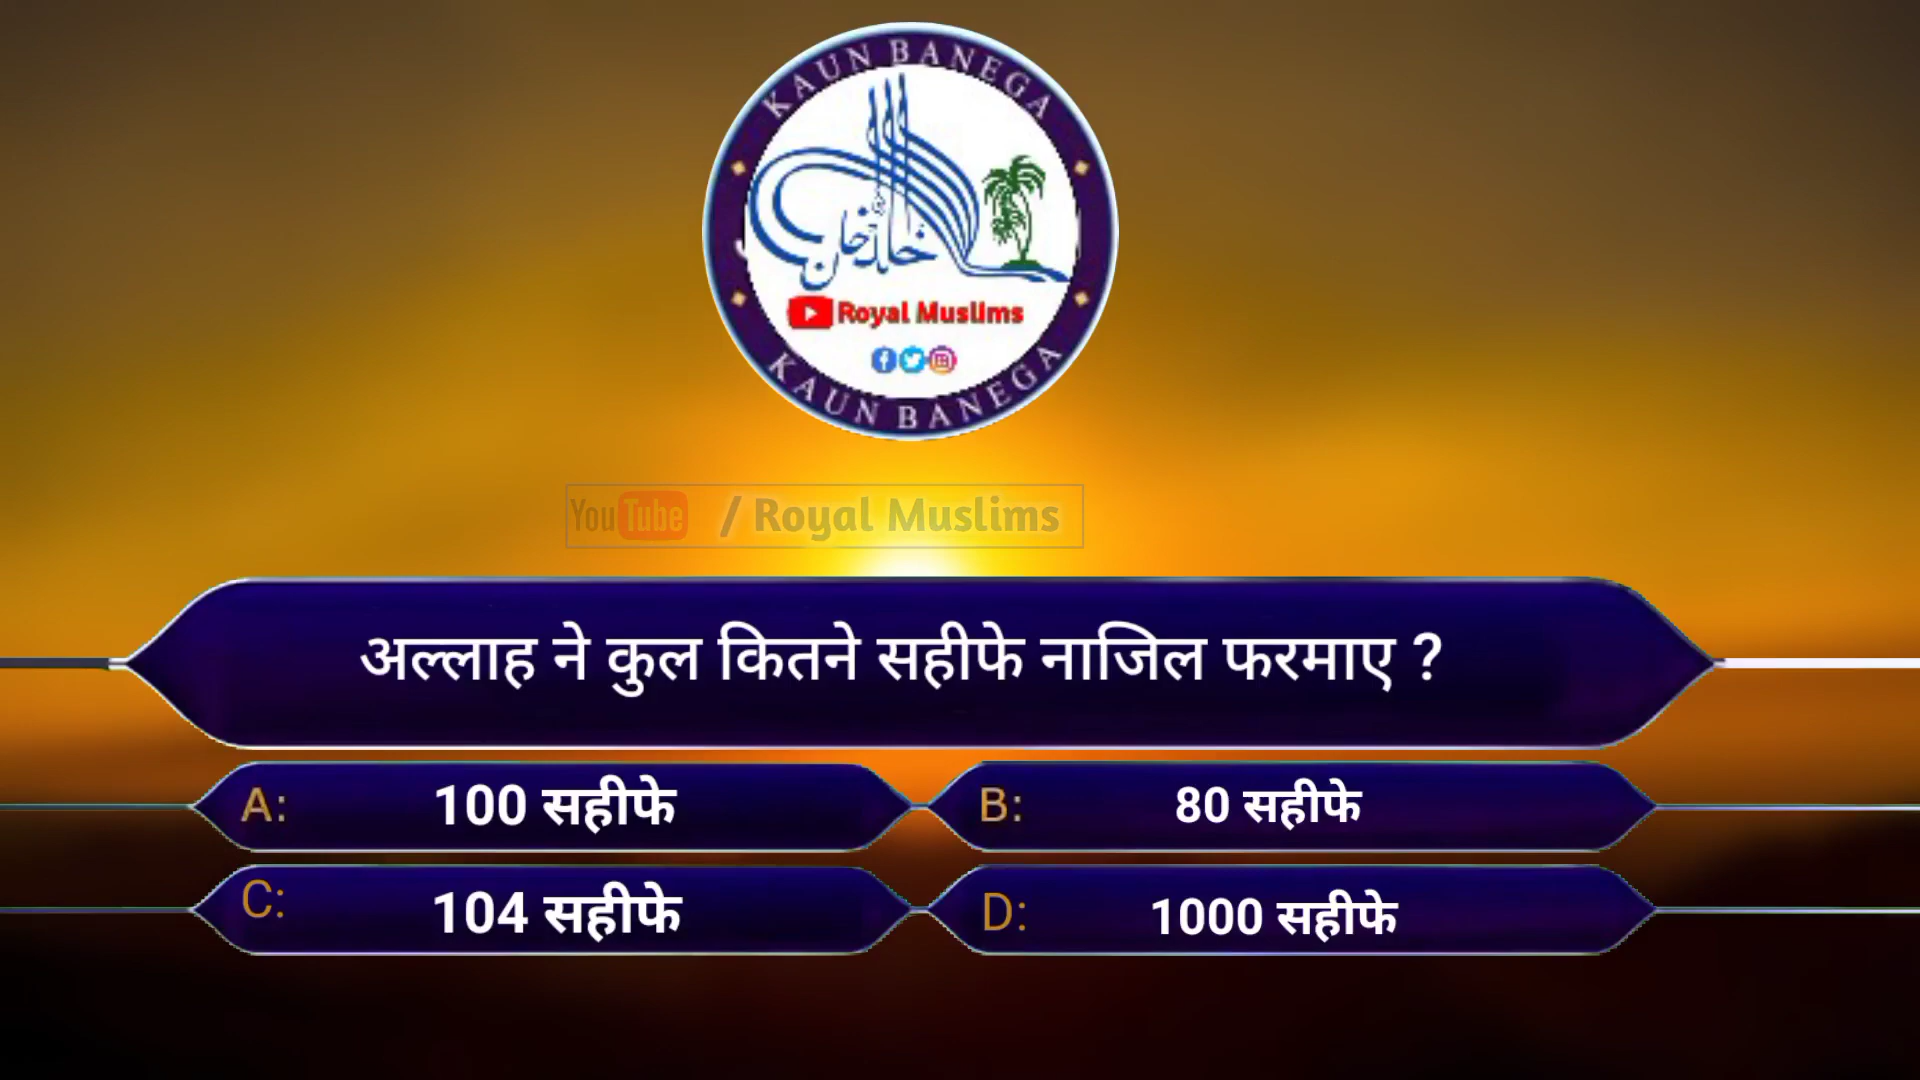 KAUN BANEGA
Royal Muslims
KAUN BANEGA
YouTube / Royal Muslims
अल्लाह ने कुल कितने सहीफे नाजिल फरमाए ?
A: 100 सहीफे
B: 80 सहीफे
C: 104 सहीफे
D: 1000 सहीफे